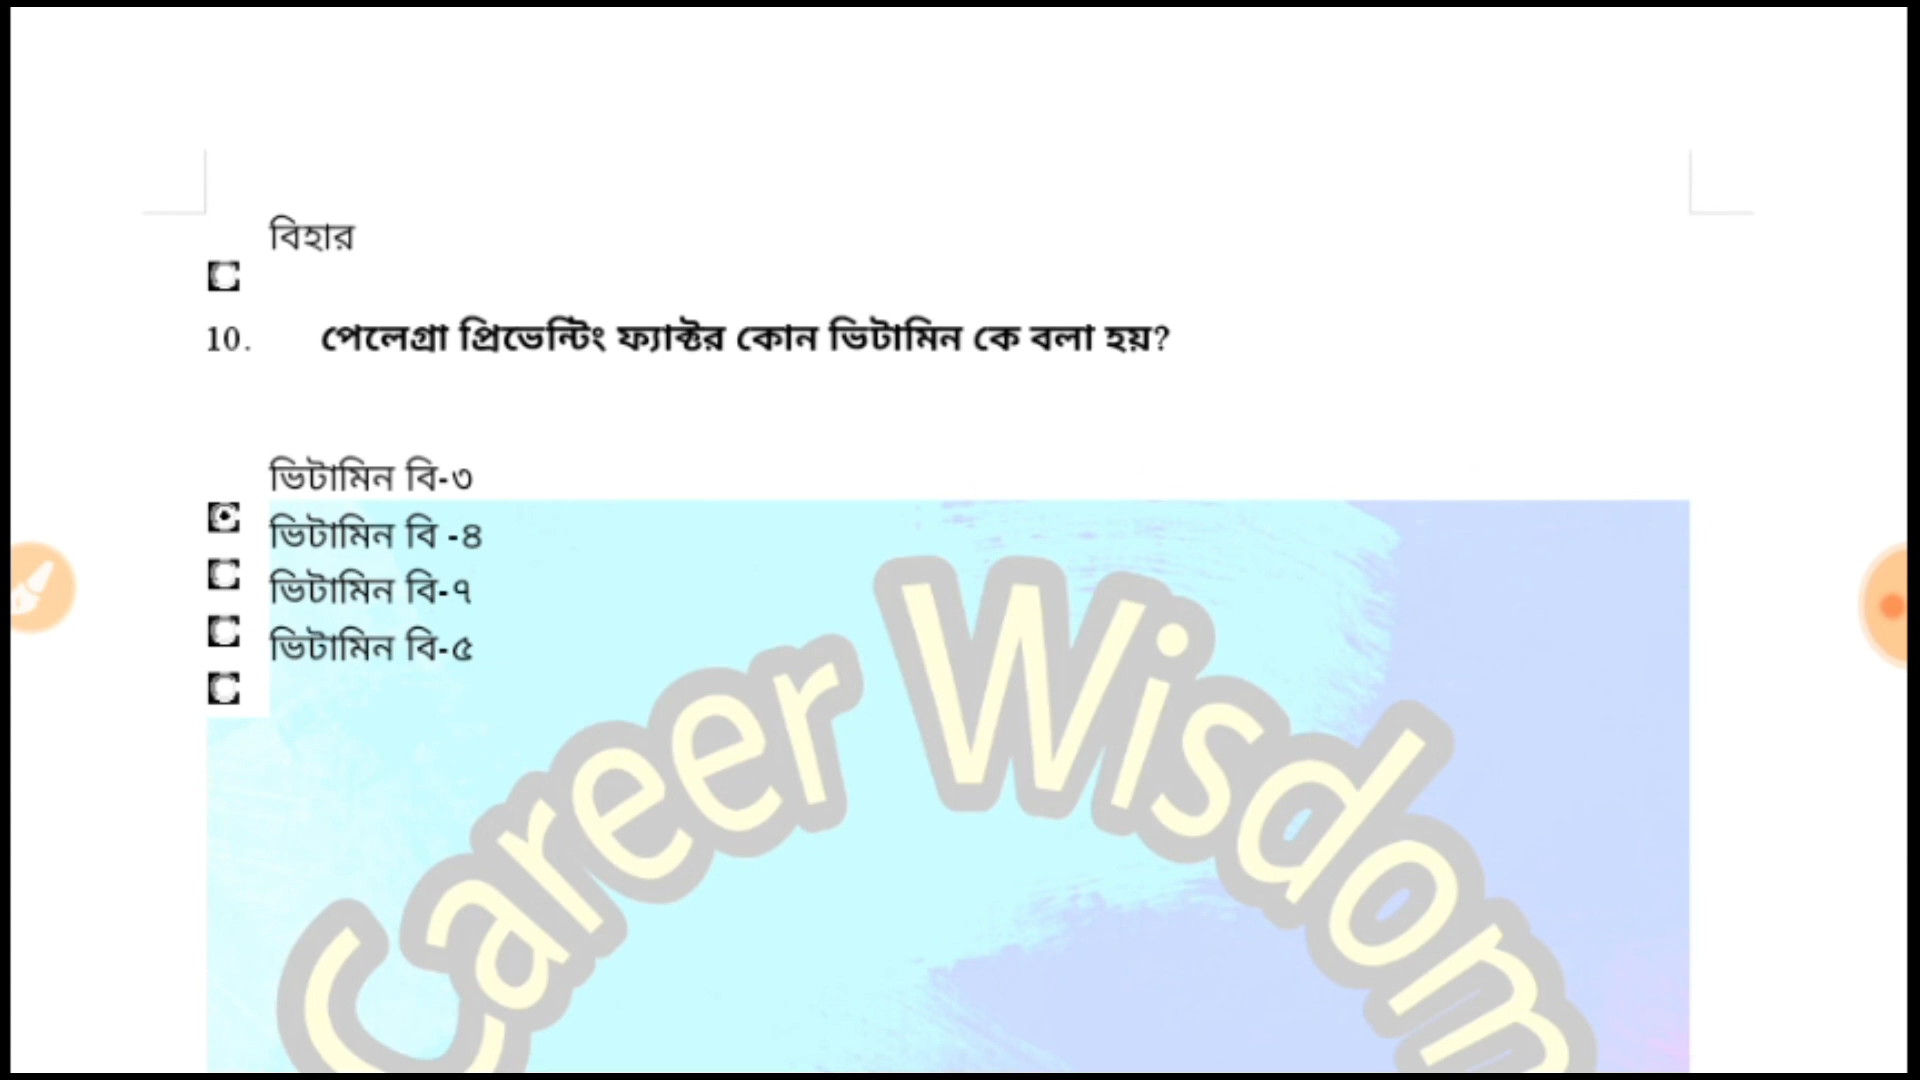 বিহার
10. পেলেগ্রা প্রিভেন্টিং ফ্যাক্টর কোন ভিটামিন কে বলা হয়?
ভিটামিন বি-৩
ভিটামিন বি -৪
ভিটামিন বি-৭
ভিটামিন বি-৫
Career Wisdom